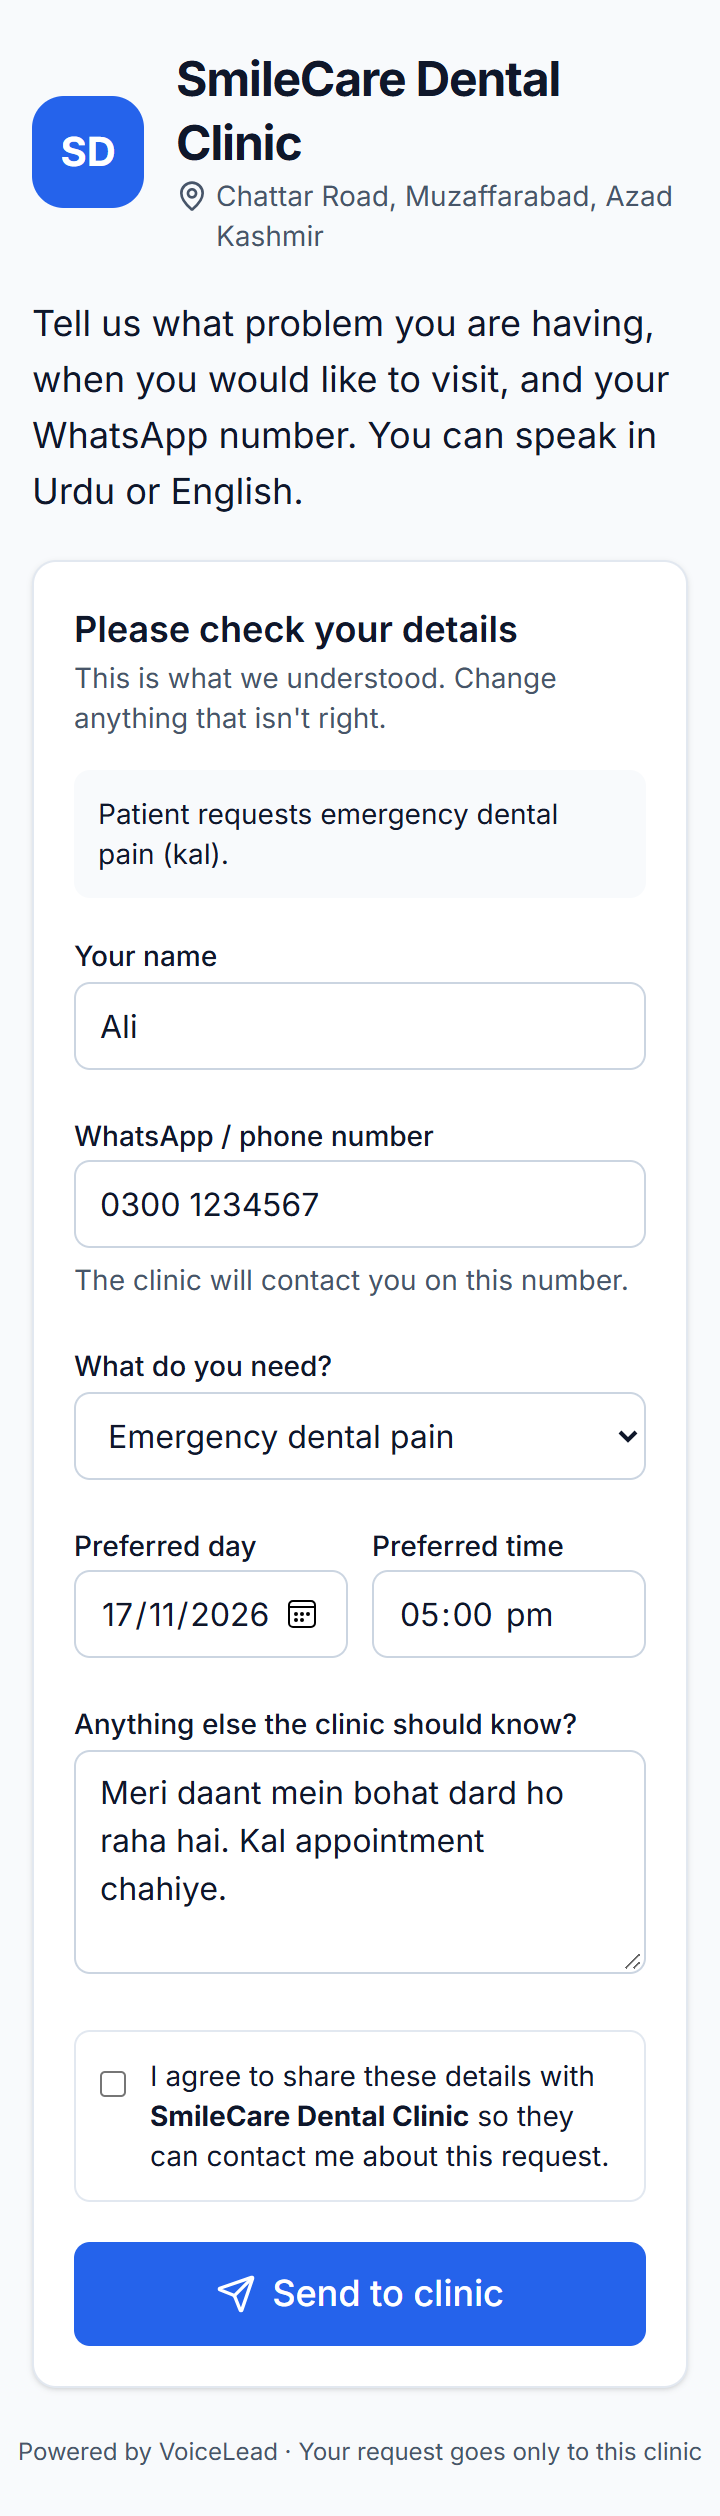 SD
SmileCare Dental
Clinic
Chattar Road, Muzaffarabad, Azad
Kashmir
Tell us what problem you are having,
when you would like to visit, and your
WhatsApp number. You can speak in
Urdu or English.
Please check your details
This is what we understood. Change
anything that isn't right.
Patient requests emergency dental
pain (kal).
Your name
Ali
WhatsApp / phone number
0300 1234567
The clinic will contact you on this number.
What do you need?
Emergency dental pain
Preferred day
Preferred time
17/11/2026
05:00 pm
Anything else the clinic should know?
Meri daant mein bohat dard ho
raha hai. Kal appointment
chahiye.
I agree to share these details with
SmileCare Dental Clinic so they
can contact me about this request.
Send to clinic
Powered by VoiceLead · Your request goes only to this clinic